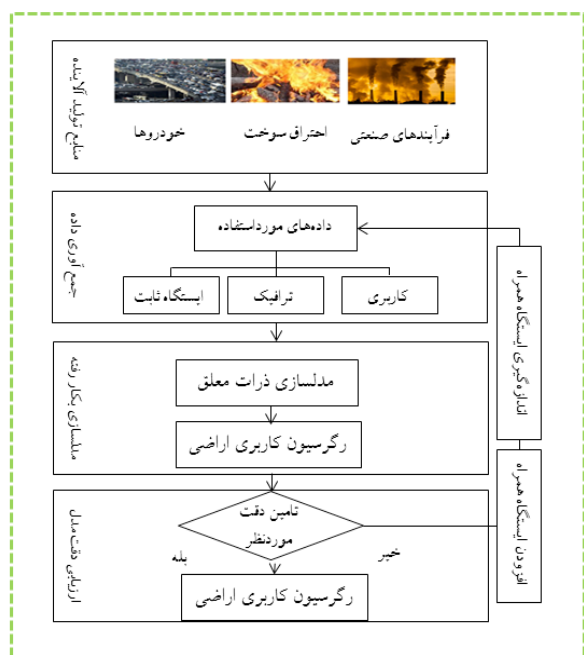 منابع تولید آلاینده
فرآیندهای صنعتی
احتراق سوخت
خودروها
جمع آوری داده
داده‌های مورداستفاده
کاربری
ترافیک
ایستگاه ثابت
اندازه‌گیری ایستگاه همراه
مدلسازی بکار رفته
مدلسازی ذرات معلق
رگرسیون کاربری اراضی
ارزیابی دقت مدل
تامین دقت
موردنظر
خیر
بله
رگرسیون کاربری اراضی
افزودن ایستگاه همراه